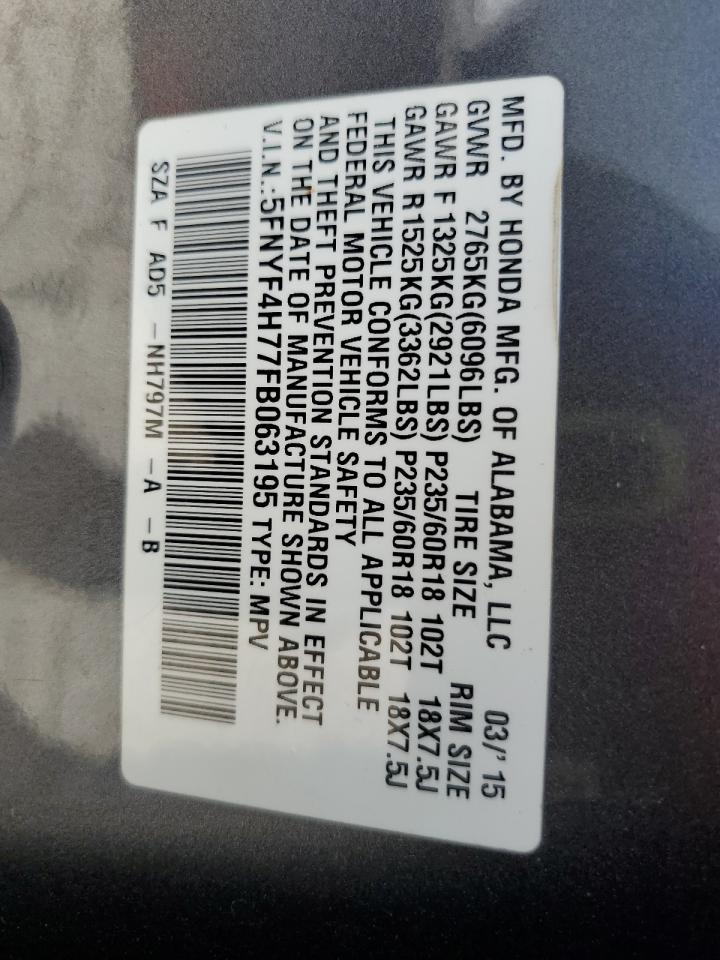 MFD. BY HONDA MFG. OF ALABAMA, LLC 03/'15
GVWR 2765KG(6096LBS) TIRE SIZE RIM SIZE
GAWR F 1325KG(2921LBS) P235/60R18 102T 18X7.5J
GAWR R1525KG(3362LBS) P235/60R18 102T 18X7.5J
THIS VEHICLE CONFORMS TO ALL APPLICABLE
FEDERAL MOTOR VEHICLE SAFETY
AND THEFT PREVENTION STANDARDS IN EFFECT
ON THE DATE OF MANUFACTURE SHOWN ABOVE.
V.I.N.:5FNYF4H77FB063195 TYPE: MPV
SZA F AD5 - NH797M - A - B